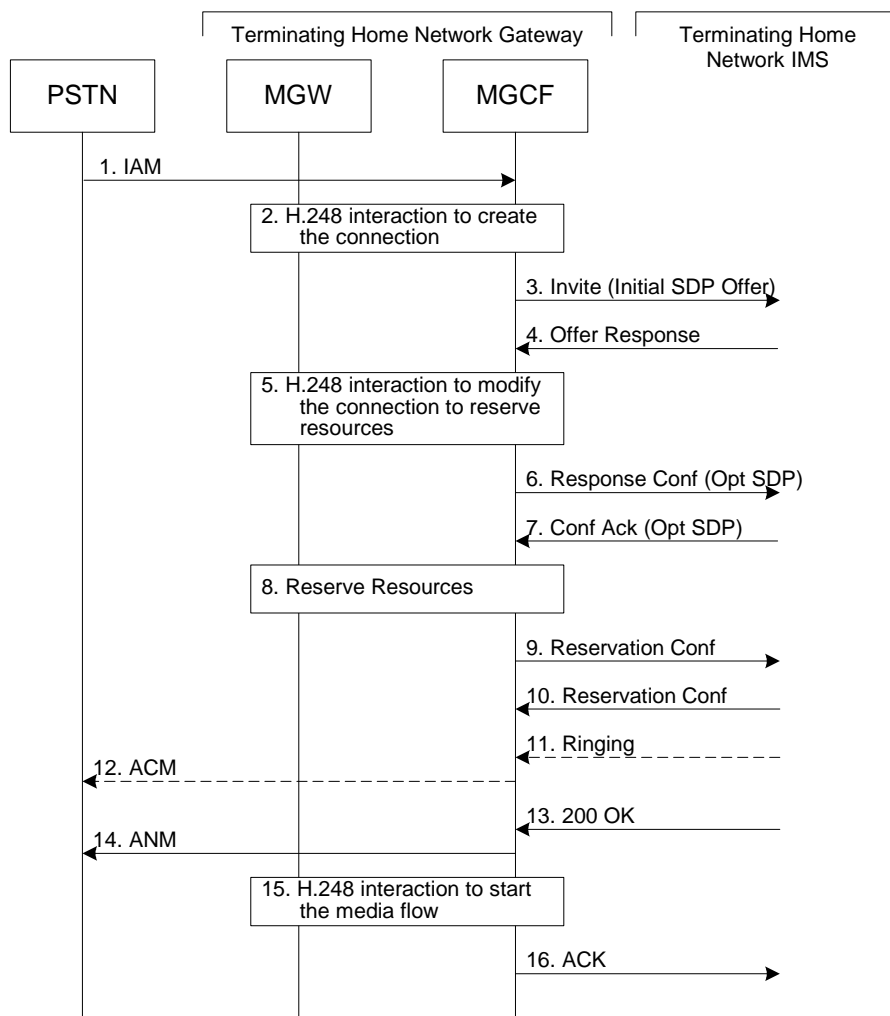 Terminating Home Network Gateway
Terminating Home
Network IMS
PSTN
MGW
MGCF
1. IAM
2. H.248 interaction to create
the connection
3. Invite (Initial SDP Offer)
4. Offer Response
5. H.248 interaction to modify
the connection to reserve
resources
6. Response Conf (Opt SDP)
7. Conf Ack (Opt SDP)
8. Reserve Resources
9. Reservation Conf
10. Reservation Conf
11. Ringing
12. ACM
13. 200 OK
14. ANM
15. H.248 interaction to start
the media flow
16. ACK